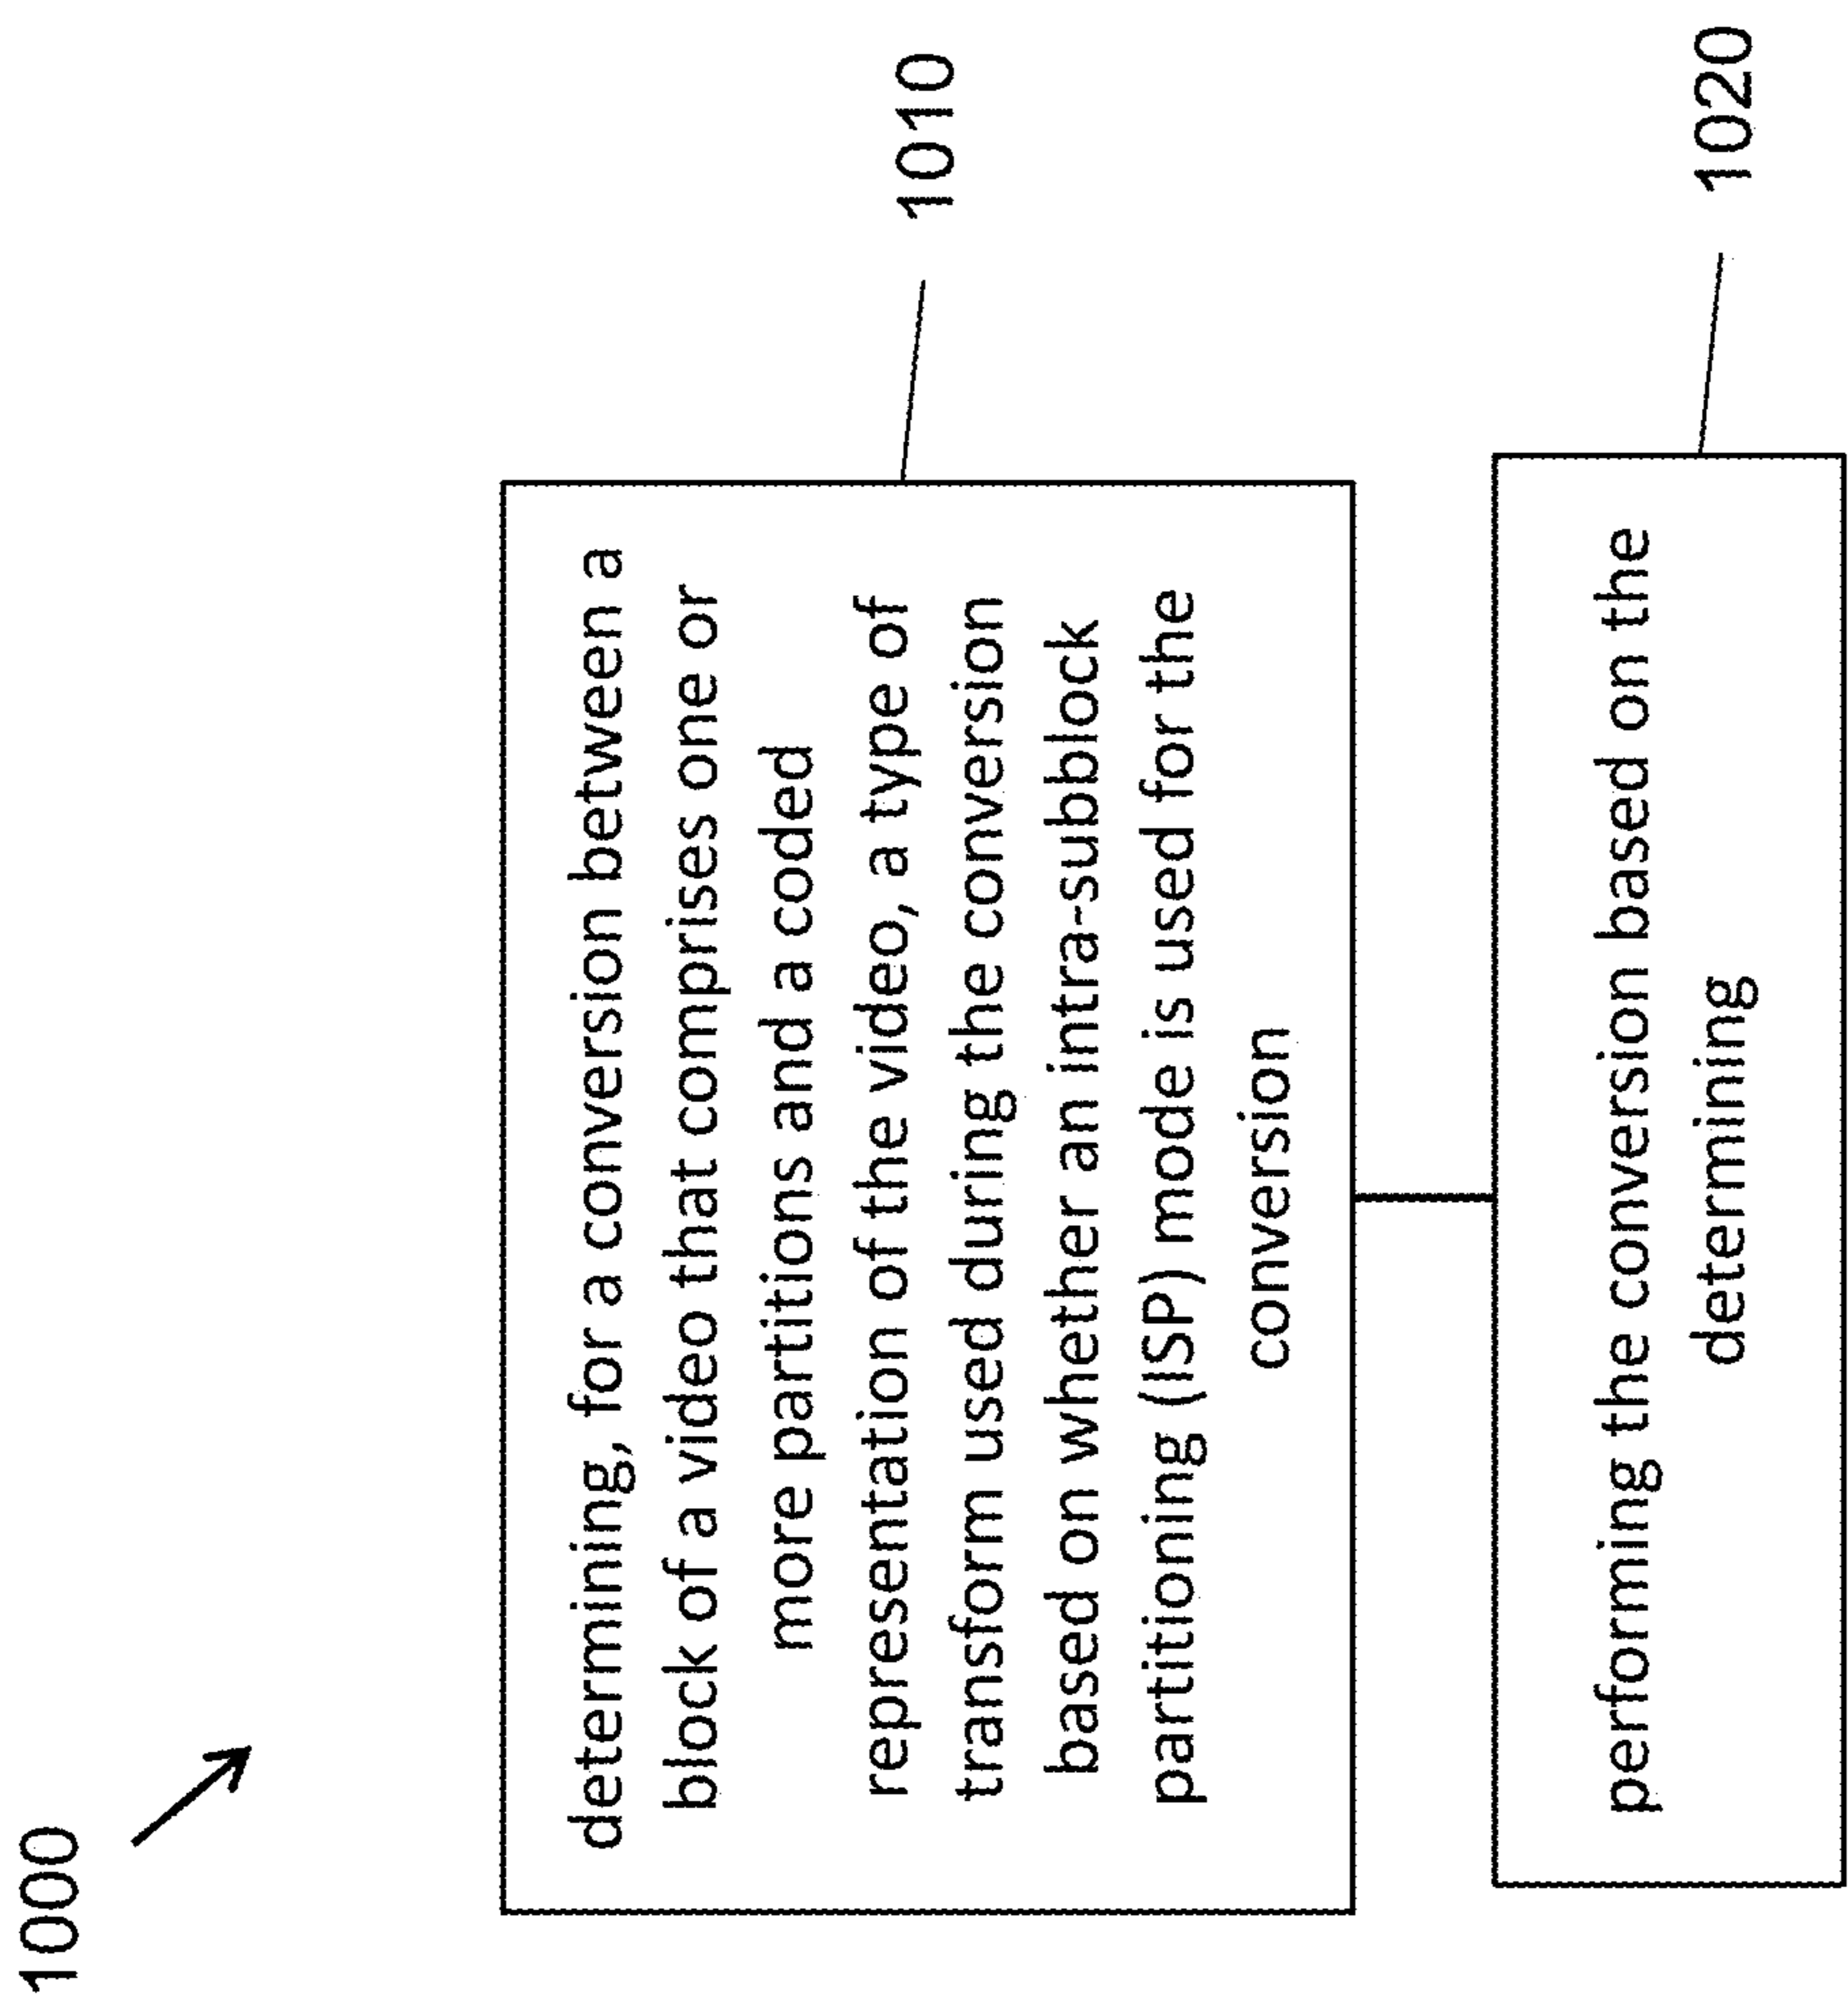 1000
determining, for a conversion between a
block of a video that comprises one or
more partitions and a coded
representation of the video, a type of
transform used during the conversion
based on whether an intra-subblock
partitioning (ISP) mode is used for the
conversion
1010
performing the conversion based on the
determining
1020